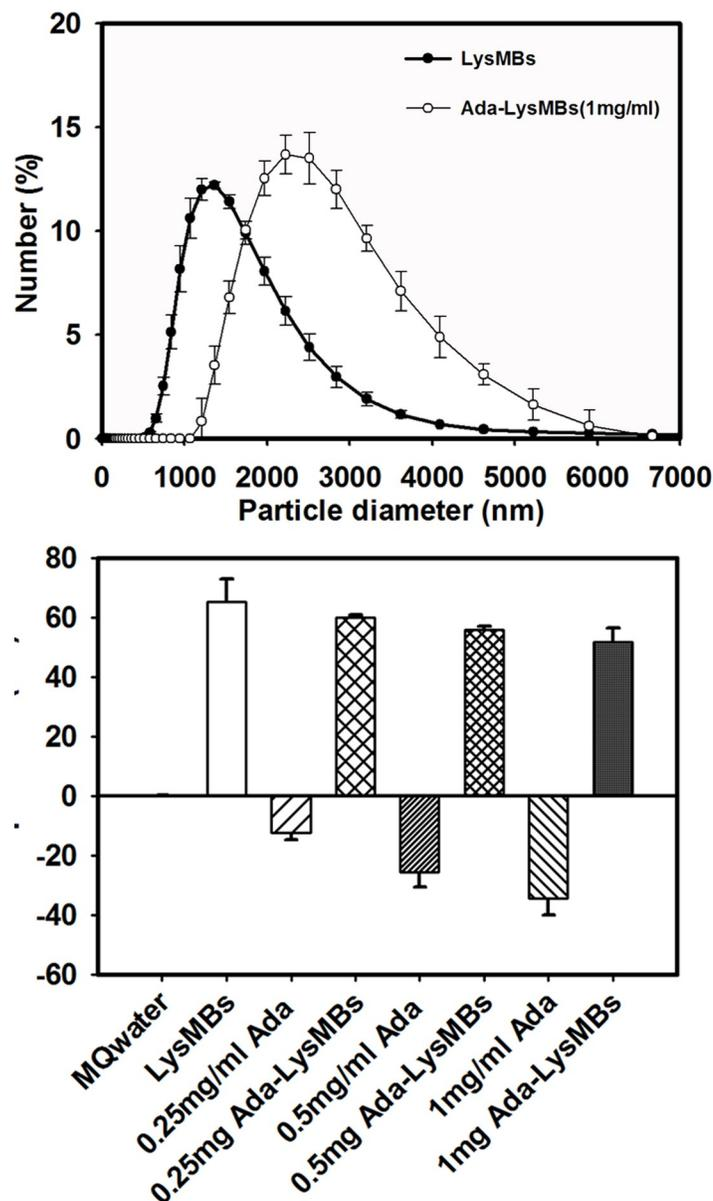 20
15
10
5
0
Number (%)
LysMBs
Ada-LysMBs(1mg/ml)
0 1000 2000 3000 4000 5000 6000 7000
Particle diameter (nm)
80
60
40
20
0
-20
-40
-60
MQwater
LysMBs
0.25mg/ml Ada
0.25mg Ada-LysMBs
0.5mg/ml Ada
0.5mg Ada-LysMBs
1mg/ml Ada
1mg Ada-LysMBs